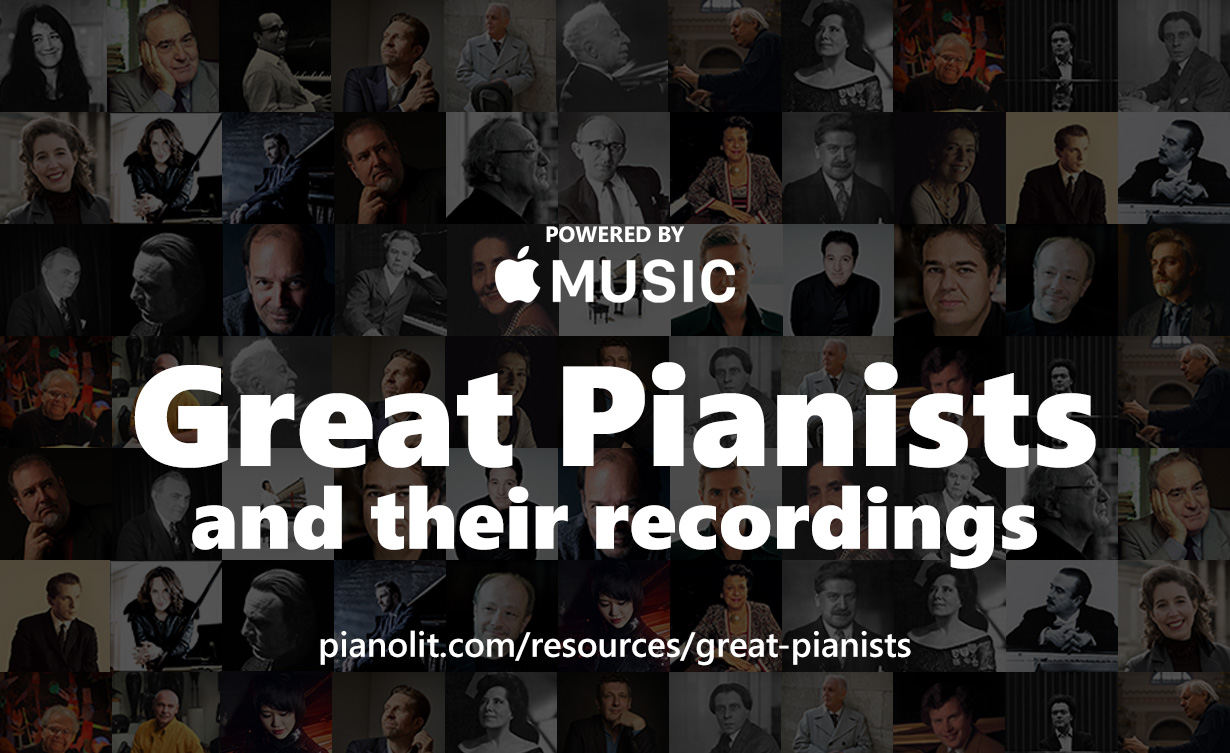 POWERED BY
MUSIC
Great Pianists
and their recordings
pianolit.com/resources/great-pianists